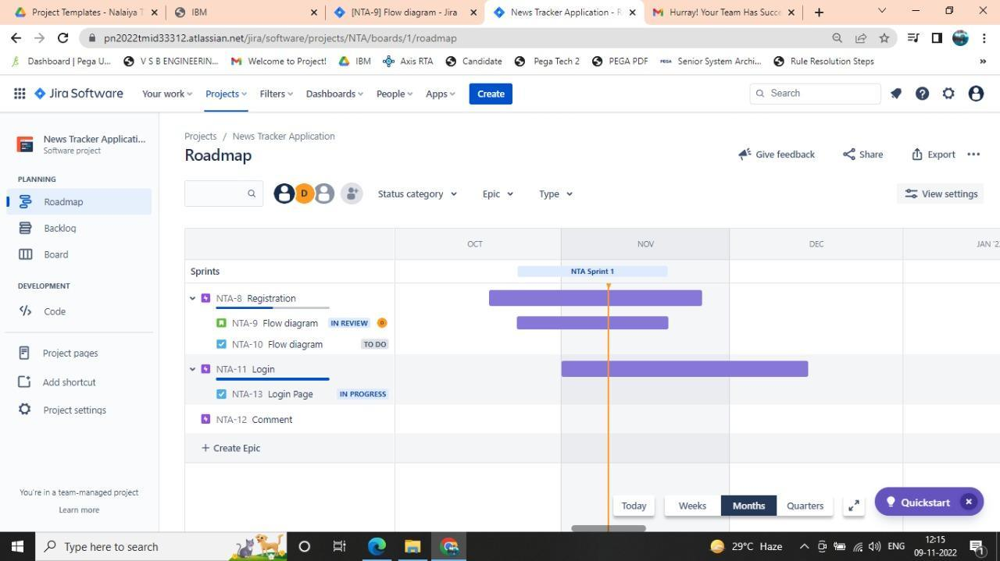 Project Templates - Nalaiya T
IBM
[NTA-9] Flow diagram - Jira
News Tracker Application - R
Hurray! Your Team Has Succe
pn2022tmid33312.atlassian.net/jira/software/projects/NTA/boards/1/roadmap
Dashboard | Pega U...
V S B ENGINEERIN...
Welcome to Project!
IBM
Axis RTA
Candidate
Pega Tech 2
PEGA PDF
PEGA Senior System Archi...
Rule Resolution Steps
»
Jira Software
Your work
Projects
Filters
Dashboards
People
Apps
Create
Search
News Tracker Applicati...
Software project
PLANNING
Roadmap
Backlog
Board
DEVELOPMENT
Code
Project pages
Add shortcut
Project settings
You're in a team-managed project
Learn more
Projects / News Tracker Application
Roadmap
Give feedback
Share
Export
D
Status category
Epic
Type
View settings
OCT
NOV
DEC
JAN '2
Sprints
NTA Sprint 1
NTA-8 Registration
NTA-9 Flow diagram IN REVIEW D
NTA-10 Flow diagram TO DO
NTA-11 Login
NTA-13 Login Page IN PROGRESS
NTA-12 Comment
+ Create Epic
Today
Weeks
Months
Quarters
Quickstart
Type here to search
29°C Haze
ENG
12:15
09-11-2022
1